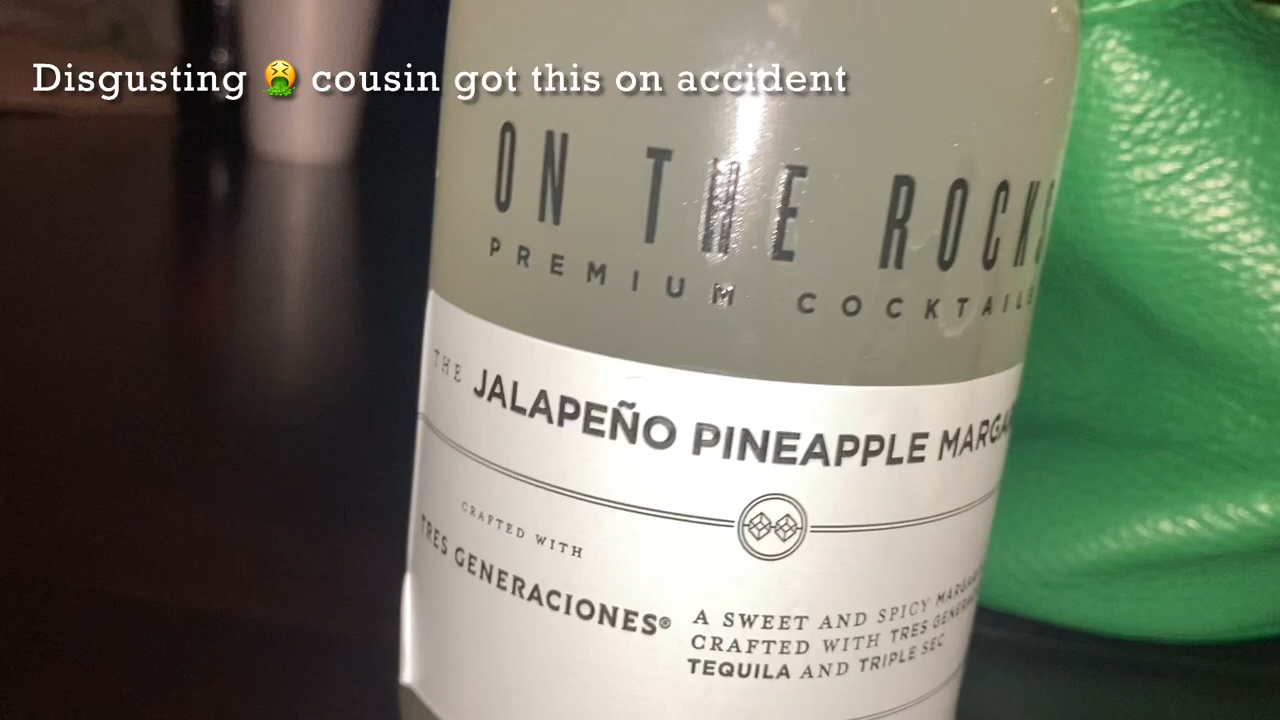 Disgusting 🤮 cousin got this on accident
ON THE ROCKS
PREMIUM COCKTAILS
THE JALAPEÑO PINEAPPLE
CRAFTED WITH
TRES GENERACIONES®
A SWEET AND SPICY
CRAFTED WITH TRES
TEQUILA AND TRIPLE SEC